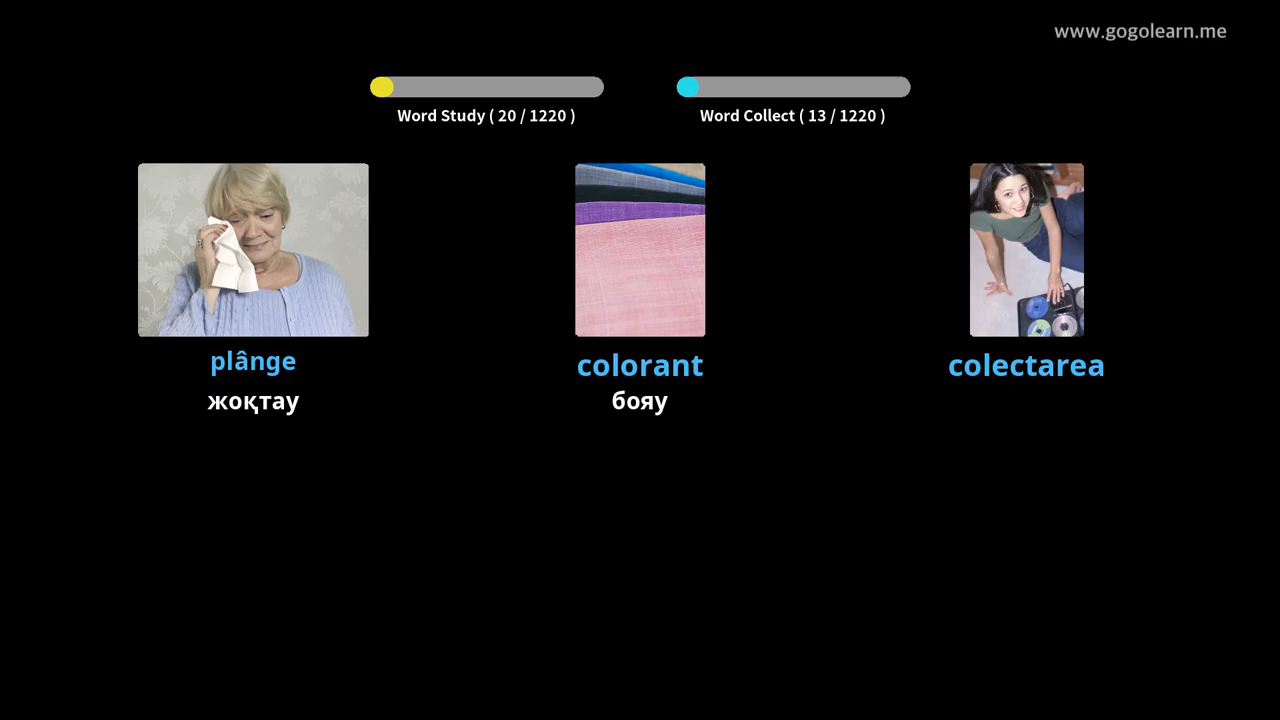 www.gogolearn.me
Word Study ( 20 / 1220 )
Word Collect ( 13 / 1220 )
plânge
colorant
colectarea
жоқтау
бояу